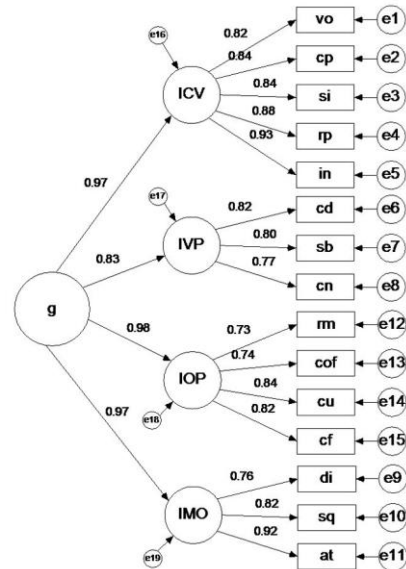 0.82 vo e1
e16 0.84 cp e2
ICV 0.84 si e3
0.88 rp e4
0.97 0.93 in e5
e17 0.82 cd e6
0.83 IVP 0.80 sb e7
0.77 cn e8
g 0.98 0.73 rm e12
0.74 cof e13
IOP 0.84 cu e14
e18 0.82 cf e15
0.97 0.76 di e9
IMO 0.82 sq e10
e19 0.92 at e11